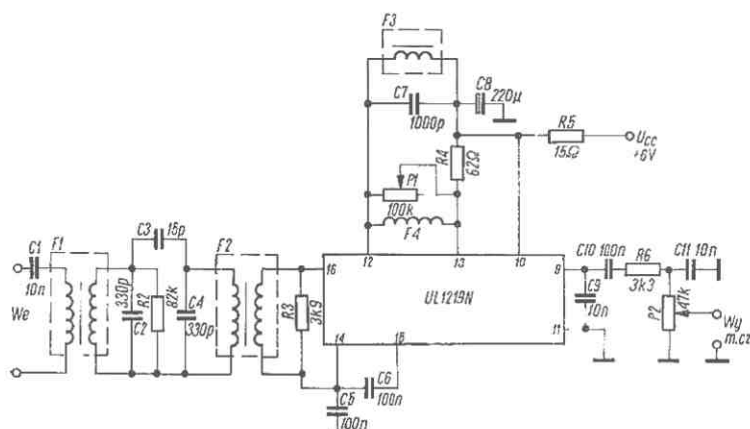 F3
C7
1000p
C8
220µ
R4
62Ω
R5
15Ω
Ucc
+6V
P1
100k
F4
12
13
10
C1
10n
We
F1
C3
15p
330p
C2
R2
82k
C4
330p
F2
R3
3k9
16
UL1219N
9
11
14
15
C6
100n
C5
100n
C10
100n
R6
3k3
C11
10n
C9
10n
P2
47k
Wy
m.cz